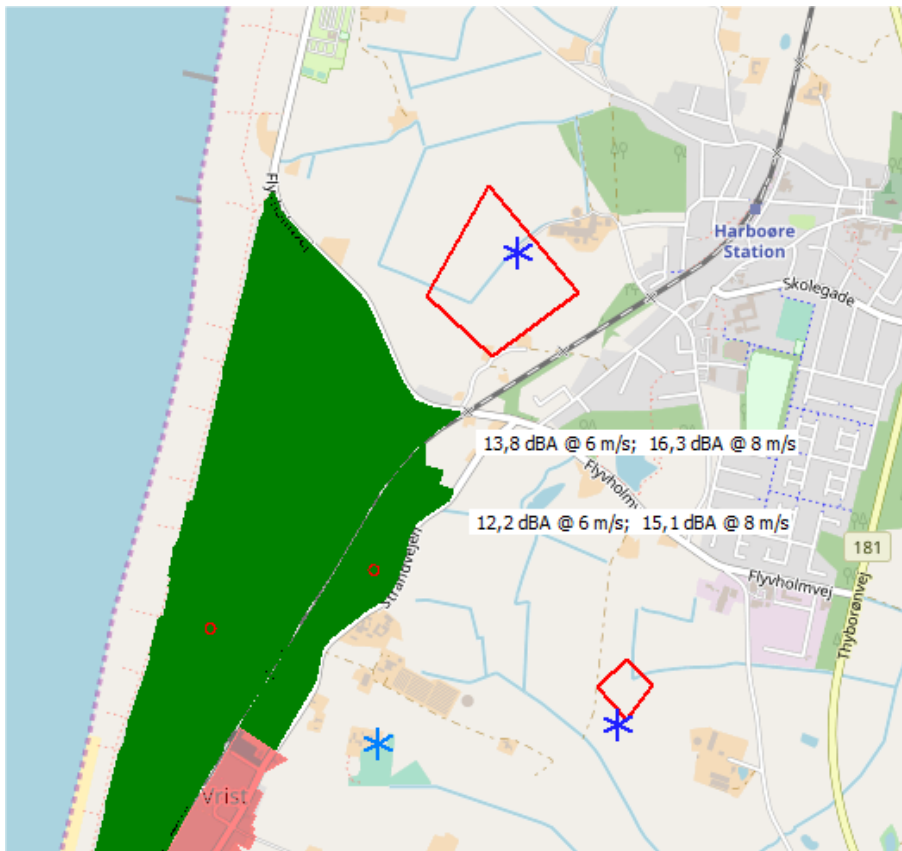 Flyvholmvej
Harboøre
Station
Skolegade
13,8 dBA @ 6 m/s;  16,3 dBA @ 8 m/s
Flyvholmv
12,2 dBA @ 6 m/s;  15,1 dBA @ 8 m/s
181
Strandvejen
Flyvholmvej
Thyborønvej
Vrist